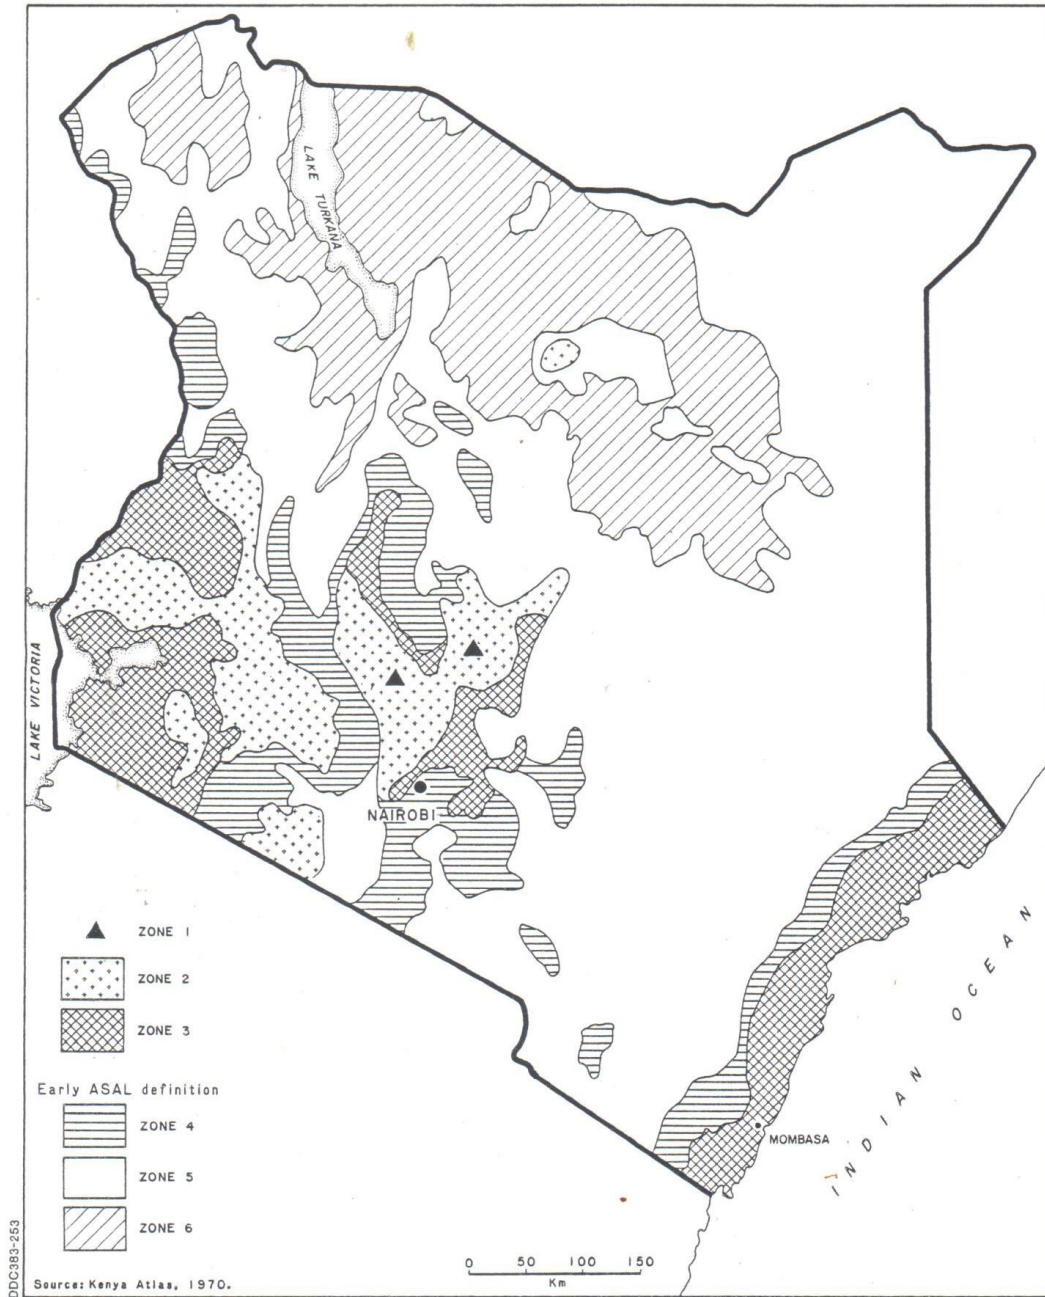 LAKE TURKANA
LAKE VICTORIA
NAIROBI
ZONE 1
ZONE 2
ZONE 3
Early ASAL definition
ZONE 4
ZONE 5
ZONE 6
MOMBASA
INDIAN OCEAN
0 50 100 150
Km
Source: Kenya Atlas, 1970.
DDC383-253